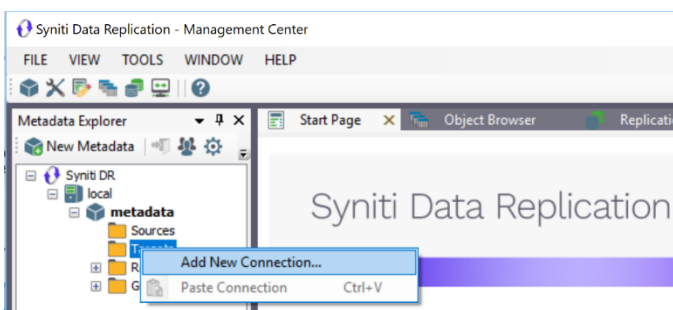 Syniti Data Replication - Management Center
FILE VIEW TOOLS WINDOW HELP
Metadata Explorer
Start Page
Object Browser
New Metadata
Syniti DR
local
metadata
Sources
Add New Connection...
Paste Connection Ctrl+V
Syniti Data Replication